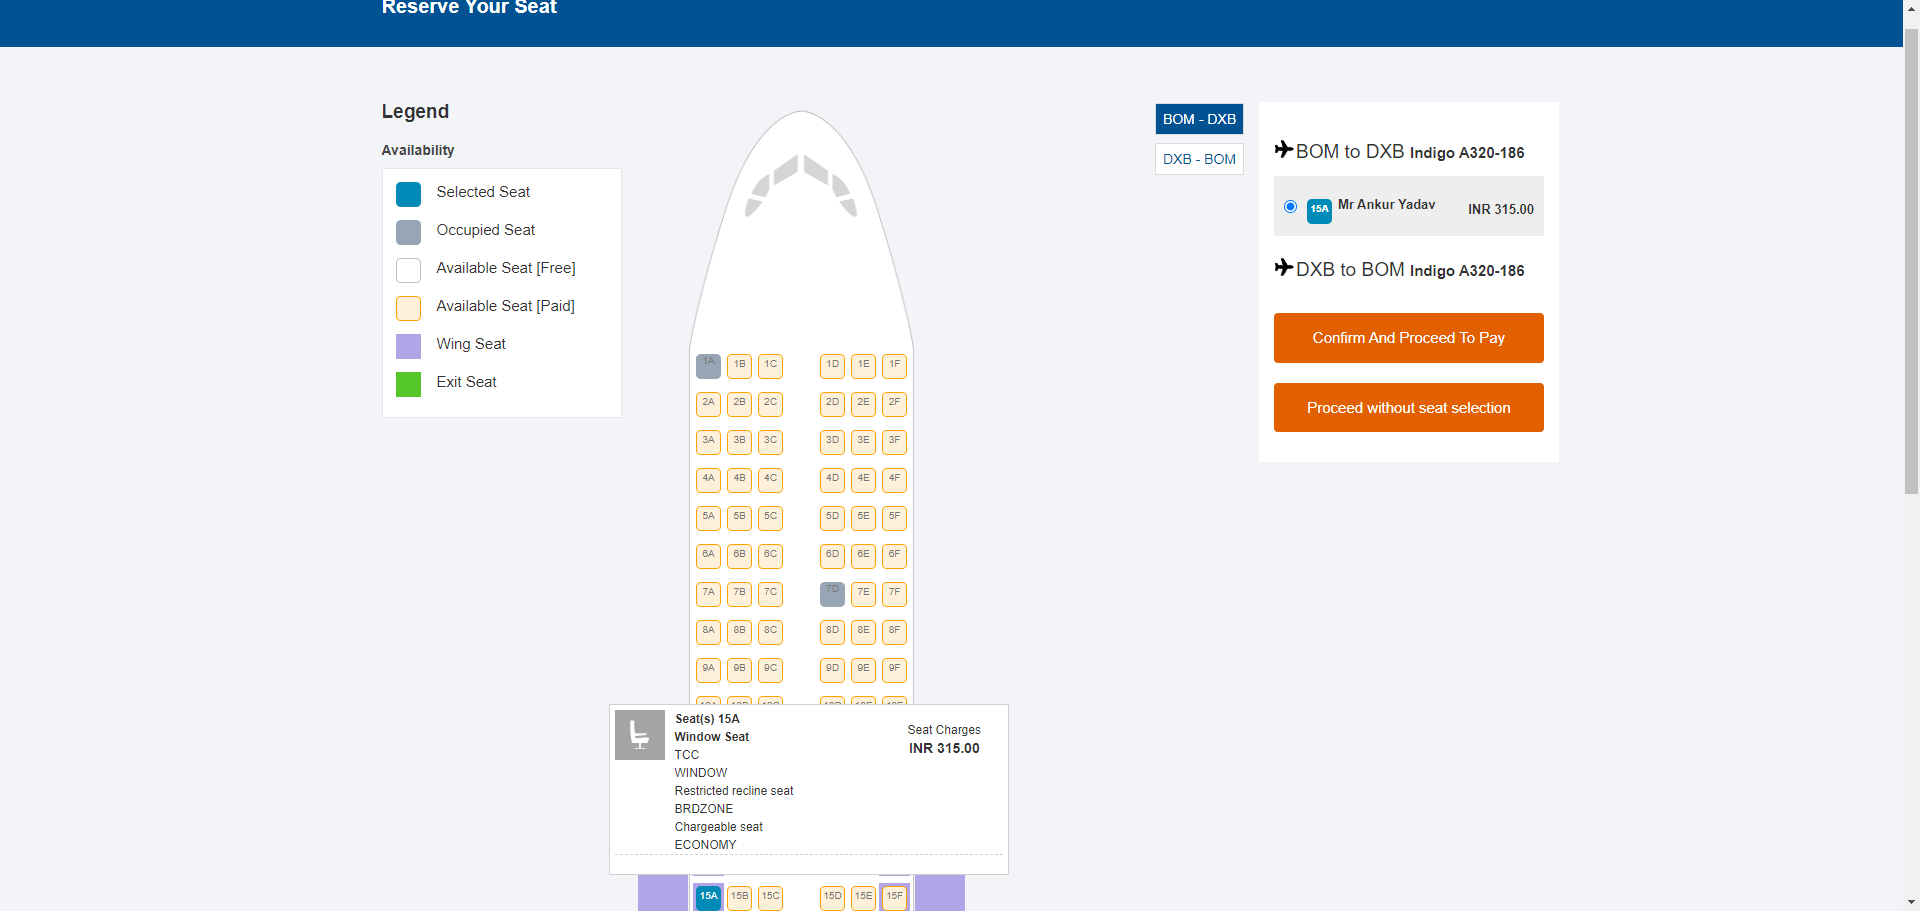 Reserve Your Seat
Legend
Availability
Selected Seat
Occupied Seat
Available Seat [Free]
Available Seat [Paid]
Wing Seat
Exit Seat
1A 1B 1C 1D 1E 1F
2A 2B 2C 2D 2E 2F
3A 3B 3C 3D 3E 3F
4A 4B 4C 4D 4E 4F
5A 5B 5C 5D 5E 5F
6A 6B 6C 6D 6E 6F
7A 7B 7C 7D 7E 7F
8A 8B 8C 8D 8E 8F
9A 9B 9C 9D 9E 9F
Seat(s) 15A
Window Seat
TCC
WINDOW
Restricted recline seat
BRDZONE
Chargeable seat
ECONOMY
Seat Charges
INR 315.00
15A 15B 15C 15D 15E 15F
BOM - DXB
DXB - BOM
BOM to DXB Indigo A320-186
15A Mr Ankur Yadav INR 315.00
DXB to BOM Indigo A320-186
Confirm And Proceed To Pay
Proceed without seat selection